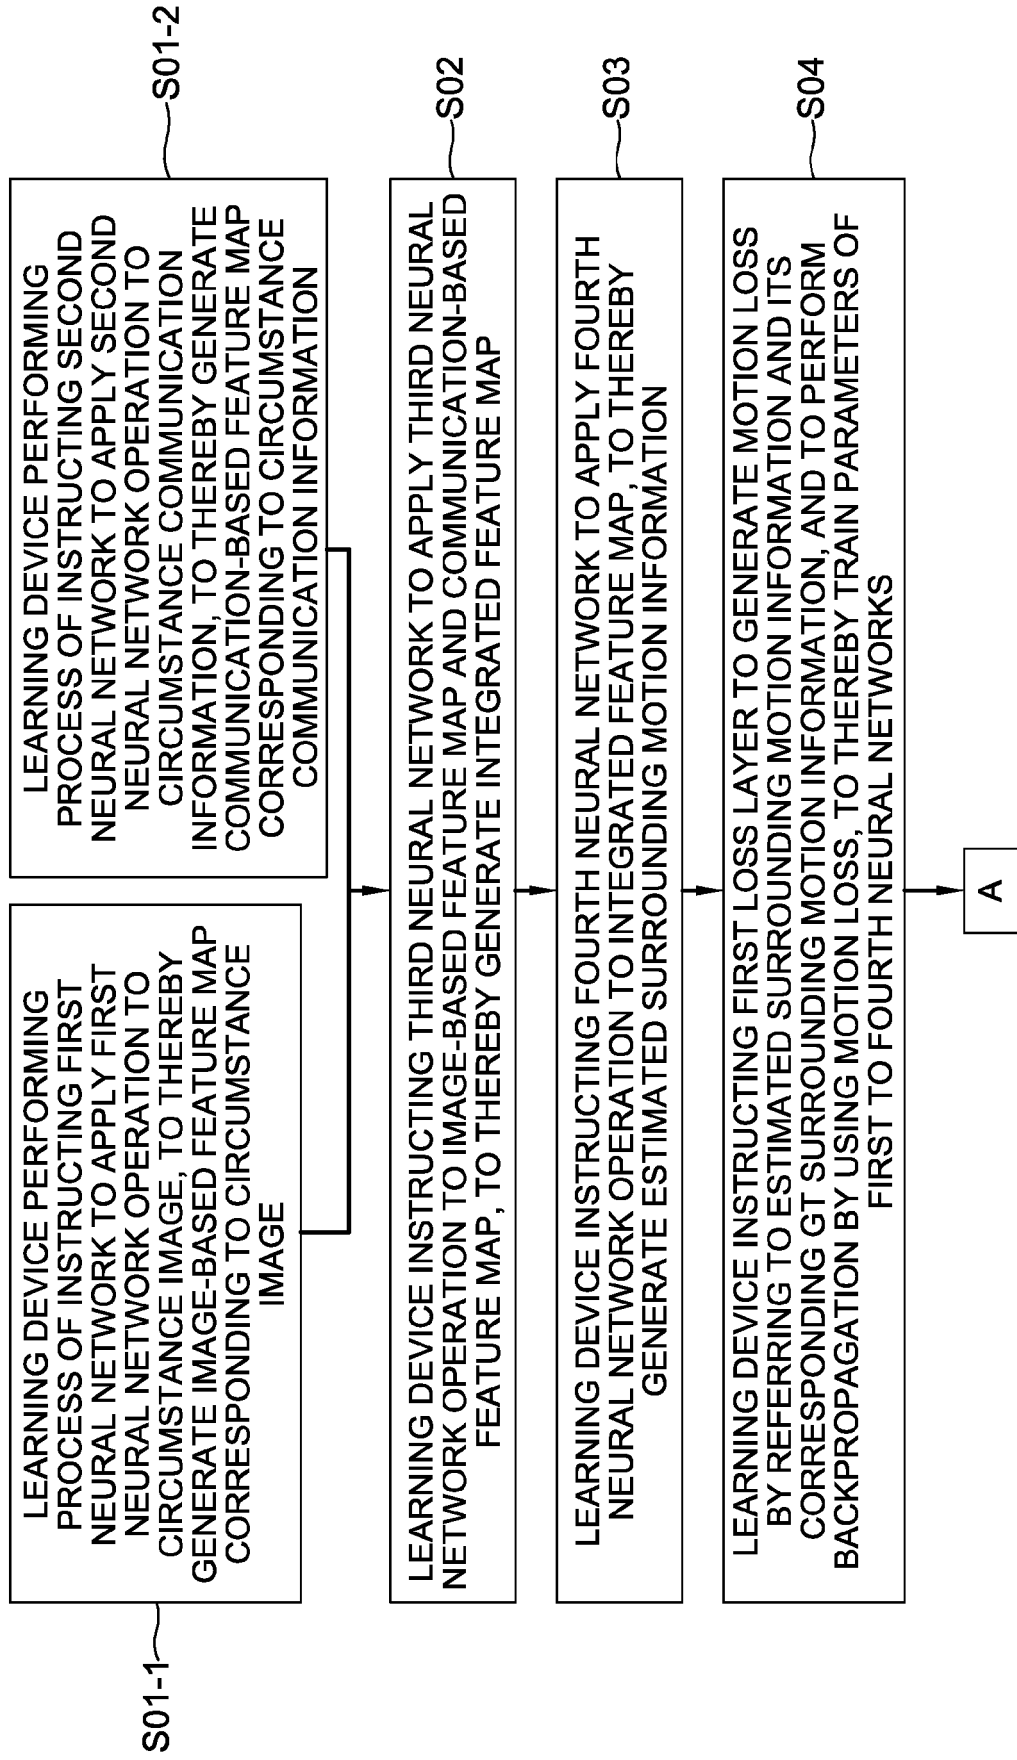 S01-1
LEARNING DEVICE PERFORMING
PROCESS OF INSTRUCTING FIRST
NEURAL NETWORK TO APPLY FIRST
NEURAL NETWORK OPERATION TO
CIRCUMSTANCE IMAGE, TO THEREBY
GENERATE IMAGE-BASED FEATURE MAP
CORRESPONDING TO CIRCUMSTANCE
IMAGE
LEARNING DEVICE PERFORMING
PROCESS OF INSTRUCTING SECOND
NEURAL NETWORK TO APPLY SECOND
NEURAL NETWORK OPERATION TO
CIRCUMSTANCE COMMUNICATION
INFORMATION, TO THEREBY GENERATE
COMMUNICATION-BASED FEATURE MAP
CORRESPONDING TO CIRCUMSTANCE
COMMUNICATION INFORMATION
S01-2
LEARNING DEVICE INSTRUCTING THIRD NEURAL NETWORK TO APPLY THIRD NEURAL
NETWORK OPERATION TO IMAGE-BASED FEATURE MAP AND COMMUNICATION-BASED
FEATURE MAP, TO THEREBY GENERATE INTEGRATED FEATURE MAP
S02
LEARNING DEVICE INSTRUCTING FOURTH NEURAL NETWORK TO APPLY FOURTH
NEURAL NETWORK OPERATION TO INTEGRATED FEATURE MAP, TO THEREBY
GENERATE ESTIMATED SURROUNDING MOTION INFORMATION
S03
LEARNING DEVICE INSTRUCTING FIRST LOSS LAYER TO GENERATE MOTION LOSS
BY REFERRING TO ESTIMATED SURROUNDING MOTION INFORMATION AND ITS
CORRESPONDING GT SURROUNDING MOTION INFORMATION, AND TO PERFORM
BACKPROPAGATION BY USING MOTION LOSS, TO THEREBY TRAIN PARAMETERS OF
FIRST TO FOURTH NEURAL NETWORKS
S04
A